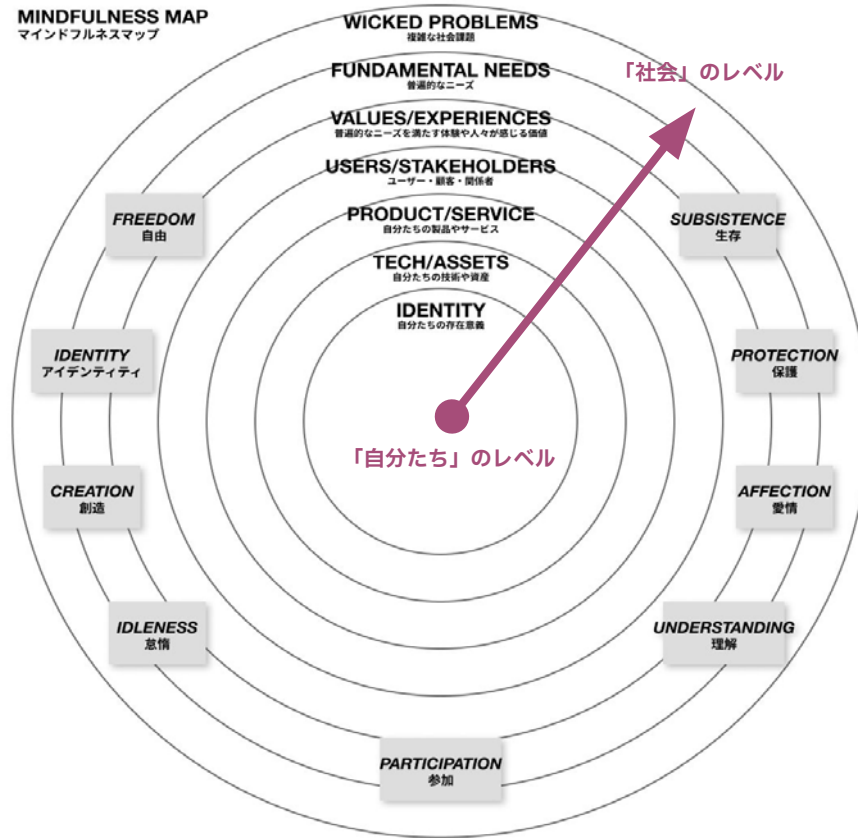 MINDFULNESS MAP
マインドフルネスマップ
WICKED PROBLEMS
複雑な社会課題
FUNDAMENTAL NEEDS
普遍的なニーズ
「社会」のレベル
VALUES/EXPERIENCES
普遍的なニーズを満たす体験や人々が感じる価値
USERS/STAKEHOLDERS
ユーザー・顧客・関係者
PRODUCT/SERVICE
自分たちの製品やサービス
TECH/ASSETS
自分たちの技術や資産
IDENTITY
自分たちの存在意義
「自分たち」のレベル
FREEDOM
自由
SUBSISTENCE
生存
IDENTITY
アイデンティティ
PROTECTION
保護
CREATION
創造
AFFECTION
愛情
IDLENESS
怠惰
UNDERSTANDING
理解
PARTICIPATION
参加